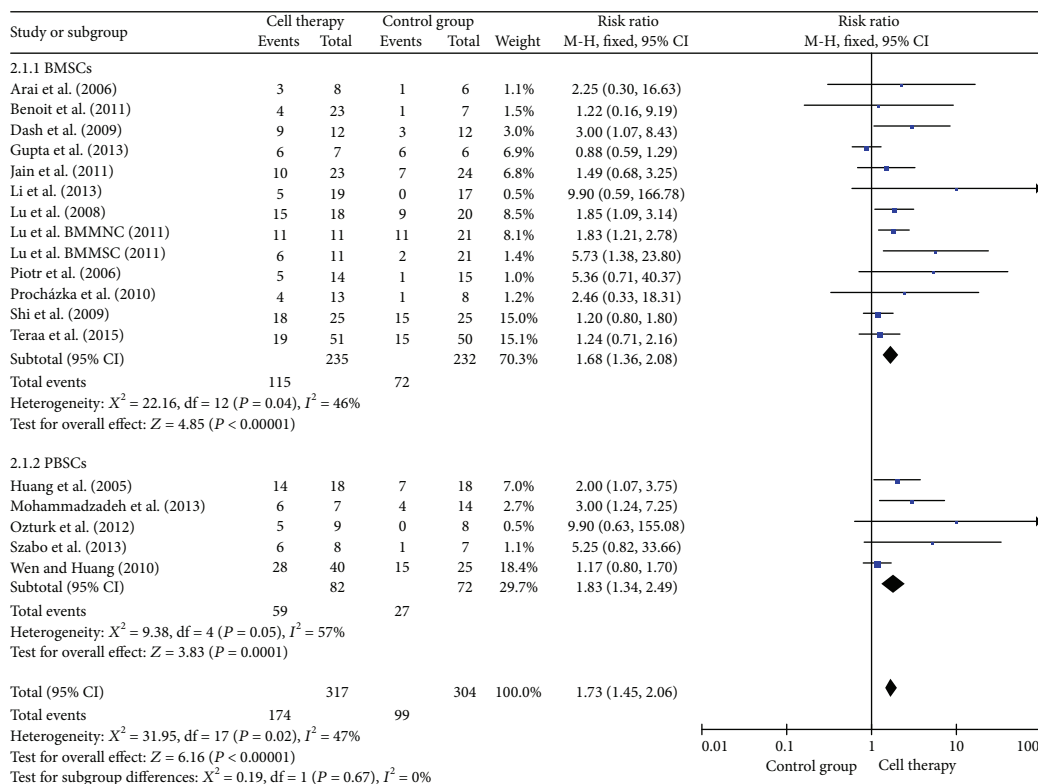 Study or subgroup Cell therapy Control group Weight Risk ratio Risk ratio
Events Total Events Total M-H, fixed, 95% CI M-H, fixed, 95% CI
2.1.1 BMSCs
Arai et al. (2006) 3 8 1 6 1.1% 2.25 (0.30, 16.63)
Benoit et al. (2011) 4 23 1 7 1.5% 1.22 (0.16, 9.19)
Dash et al. (2009) 9 12 3 12 3.0% 3.00 (1.07, 8.43)
Gupta et al. (2013) 6 7 6 6 6.9% 0.88 (0.59, 1.29)
Jain et al. (2011) 10 23 7 24 6.8% 1.49 (0.68, 3.25)
Li et al. (2013) 5 19 0 17 0.5% 9.90 (0.59, 166.78)
Lu et al. (2008) 15 18 9 20 8.5% 1.85 (1.09, 3.14)
Lu et al. BMMNC (2011) 11 11 11 21 8.1% 1.83 (1.21, 2.78)
Lu et al. BMMSC (2011) 6 11 2 21 1.4% 5.73 (1.38, 23.80)
Piotr et al. (2006) 5 14 1 15 1.0% 5.36 (0.71, 40.37)
Procházka et al. (2010) 4 13 1 8 1.2% 2.46 (0.33, 18.31)
Shi et al. (2009) 18 25 15 25 15.0% 1.20 (0.80, 1.80)
Teraa et al. (2015) 19 51 15 50 15.1% 1.24 (0.71, 2.16)
Subtotal (95% CI) 235 232 70.3% 1.68 (1.36, 2.08)
Total events 115 72
Heterogeneity: X² = 22.16, df = 12 (P = 0.04), I² = 46%
Test for overall effect: Z = 4.85 (P < 0.00001)
2.1.2 PBSCs
Huang et al. (2005) 14 18 7 18 7.0% 2.00 (1.07, 3.75)
Mohammadzadeh et al. (2013) 6 7 4 14 2.7% 3.00 (1.24, 7.25)
Ozturk et al. (2012) 5 9 0 8 0.5% 9.90 (0.63, 155.08)
Szabo et al. (2013) 6 8 1 7 1.1% 5.25 (0.82, 33.66)
Wen and Huang (2010) 28 40 15 25 18.4% 1.17 (0.80, 1.70)
Subtotal (95% CI) 82 72 29.7% 1.83 (1.34, 2.49)
Total events 59 27
Heterogeneity: X² = 9.38, df = 4 (P = 0.05), I² = 57%
Test for overall effect: Z = 3.83 (P = 0.0001)
Total (95% CI) 317 304 100.0% 1.73 (1.45, 2.06)
Total events 174 99
Heterogeneity: X² = 31.95, df = 17 (P = 0.02), I² = 47%
Test for overall effect: Z = 6.16 (P < 0.00001)
Test for subgroup differences: X² = 0.19, df = 1 (P = 0.67), I² = 0%
0.01 0.1 1 10 100
Control group Cell therapy